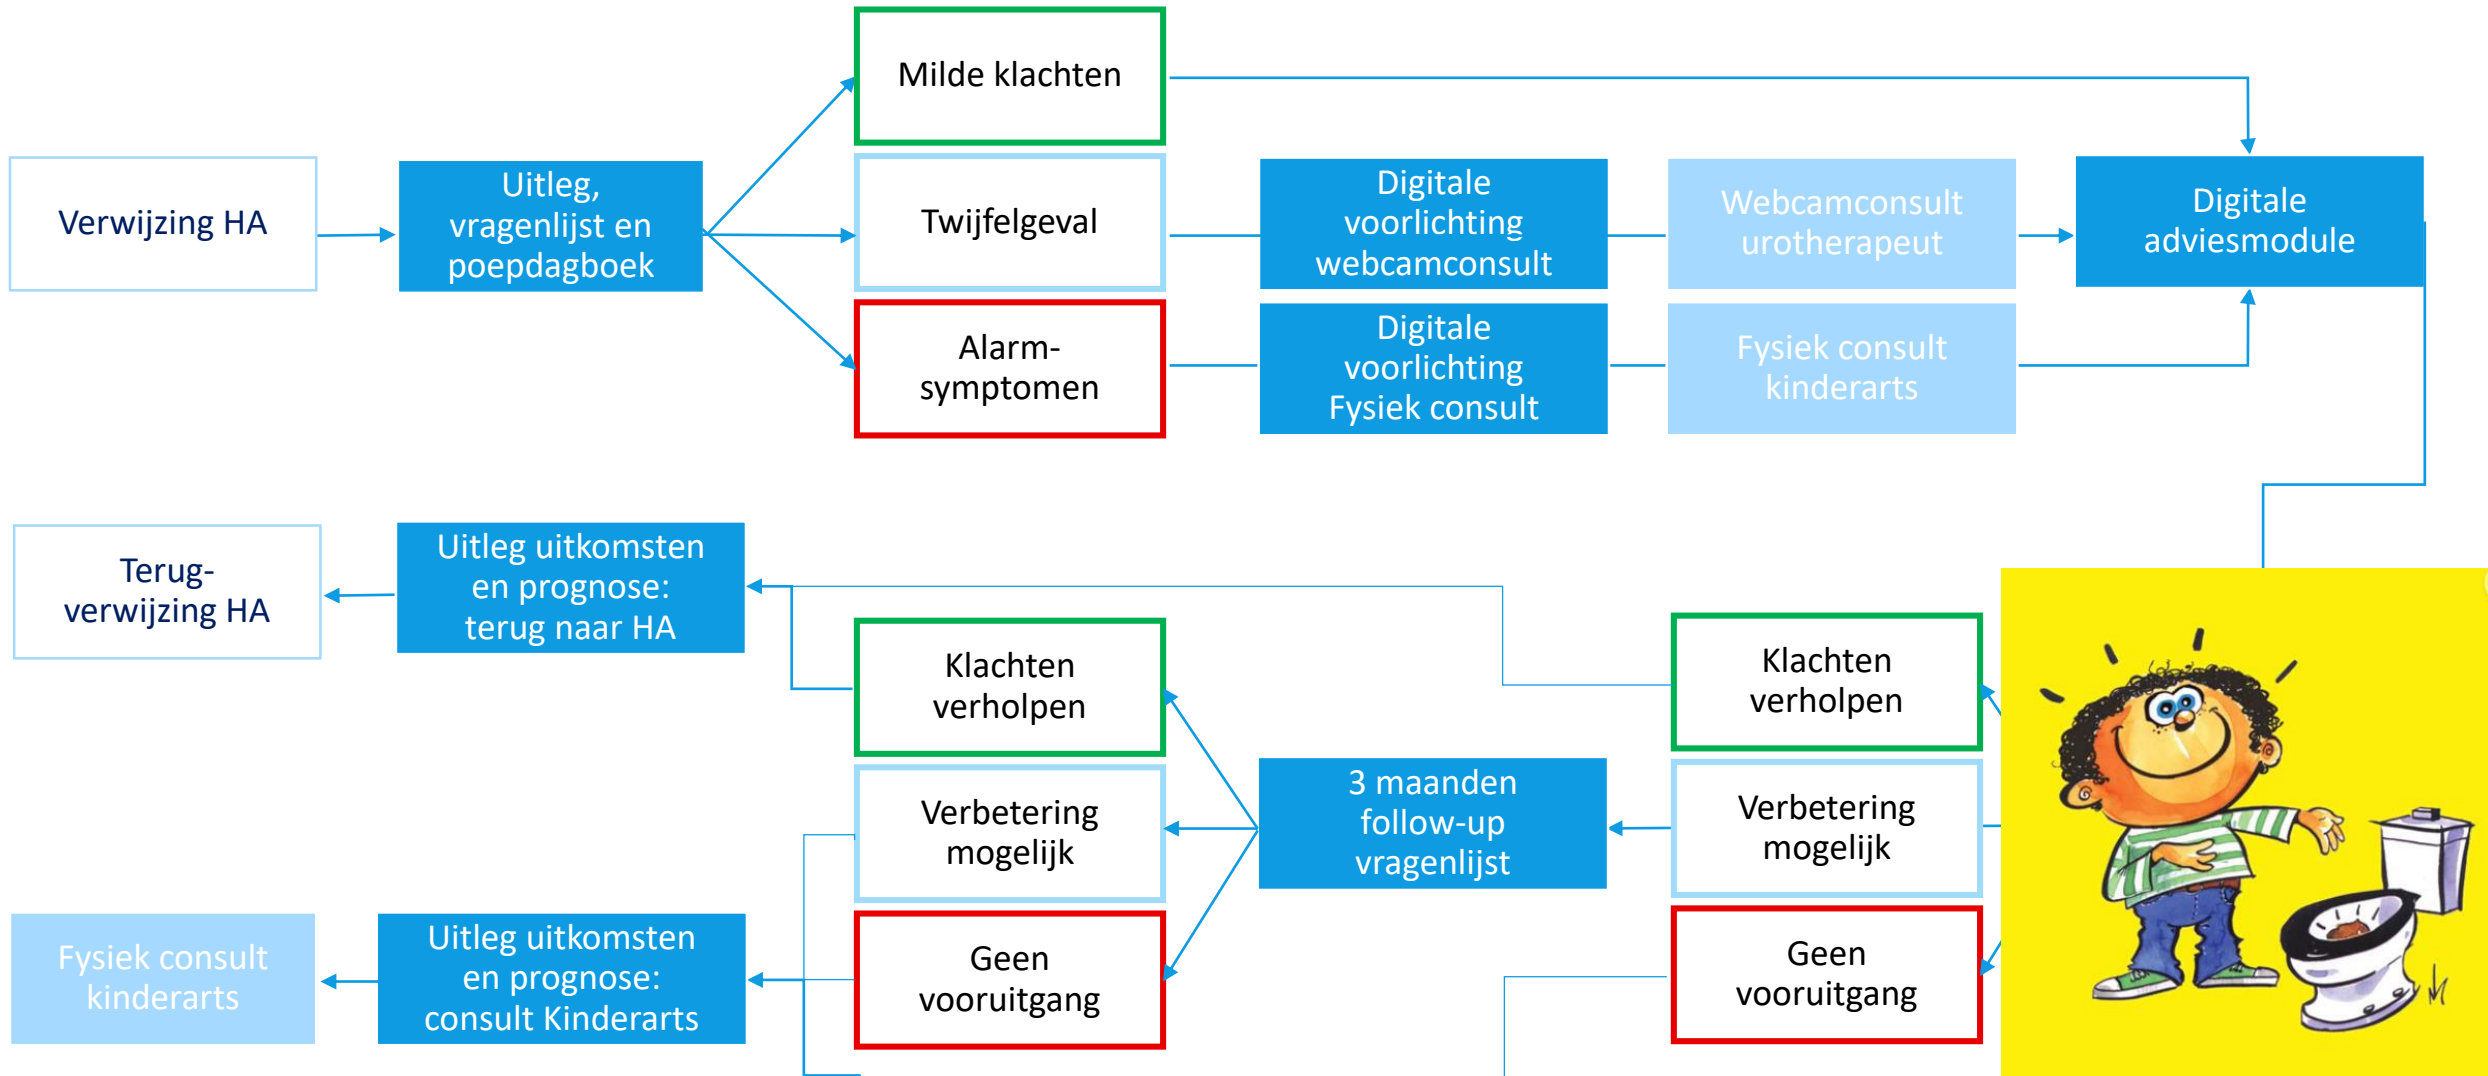 Milde klachten
Verwijzing HA
Uitleg,
vragenlijst en
poepdagboek
Twijfelgeval
Digitale
voorlichting
webcamconsult
Webcamconsult
urotherapeut
Digitale
adviesmodule
Alarm-
symptomen
Digitale
voorlichting
Fysiek consult
Fysiek consult
kinderarts
Terug-
verwijzing HA
Uitleg uitkomsten
en prognose:
terug naar HA
Klachten
verholpen
Klachten
verholpen
Verbetering
mogelijk
3 maanden
follow-up
vragenlijst
Verbetering
mogelijk
Fysiek consult
kinderarts
Uitleg uitkomsten
en prognose:
consult Kinderarts
Geen
vooruitgang
Geen
vooruitgang